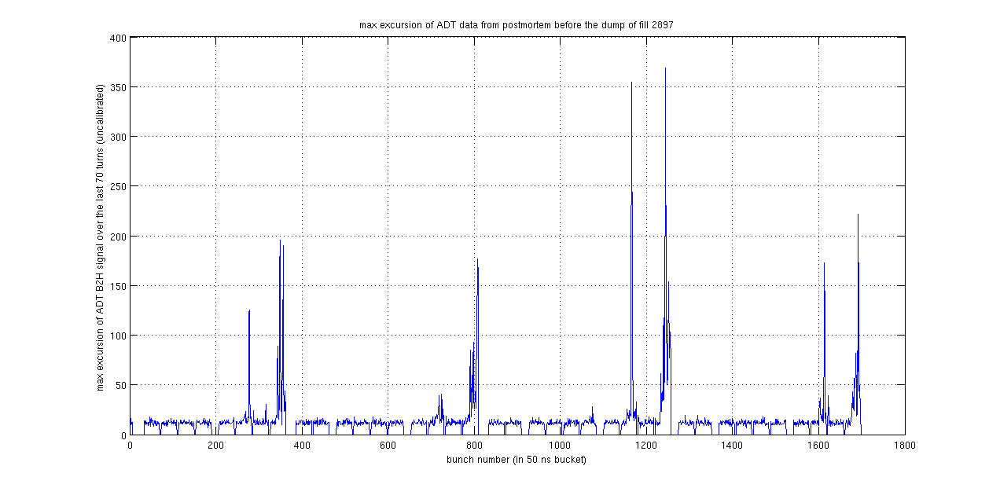 max excursion of ADT data from postmortem before the dump of fill 2897
max excursion of ADT B2H signal over the last 70 turns (uncalibrated)
400
350
300
250
200
150
100
50
0
0 200 400 600 800 1000 1200 1400 1600 1800
bunch number (in 50 ns bucket)